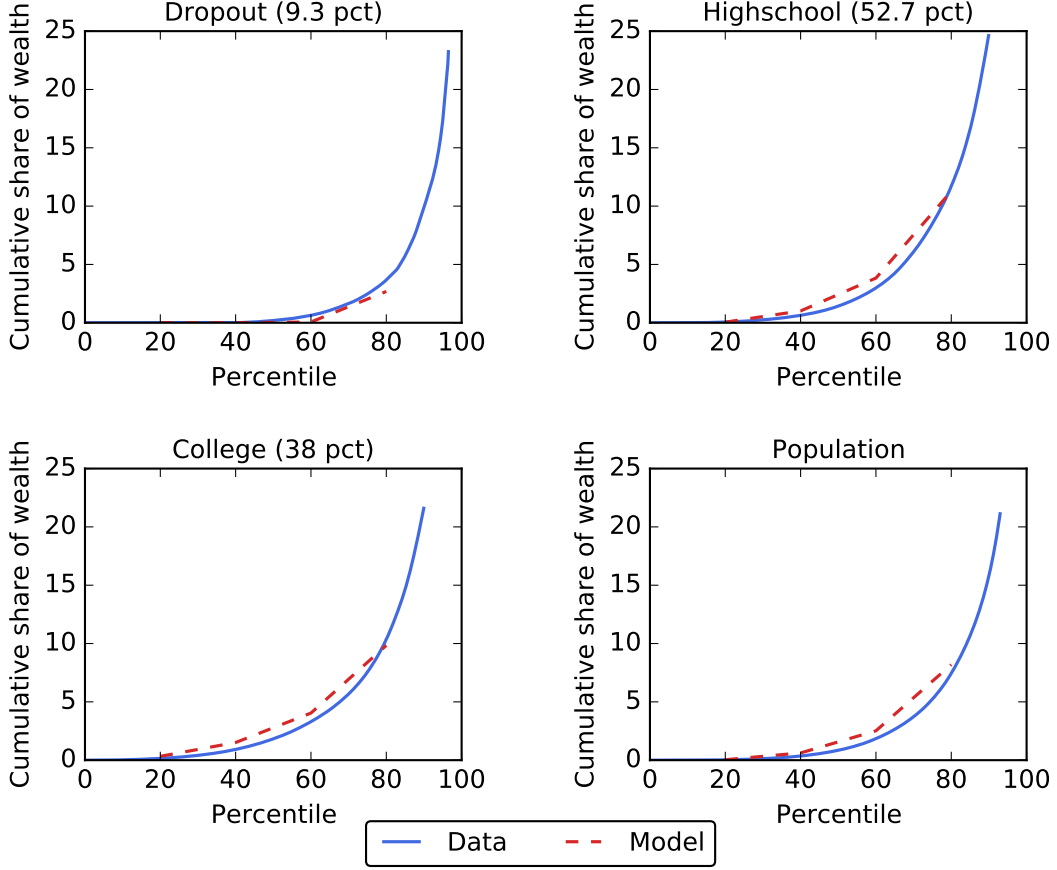 Dropout (9.3 pct)
Cumulative share of wealth
25
20
15
10
5
0
0 20 40 60 80 100
Percentile
Highschool (52.7 pct)
Cumulative share of wealth
25
20
15
10
5
0
0 20 40 60 80 100
Percentile
College (38 pct)
Cumulative share of wealth
25
20
15
10
5
0
0 20 40 60 80 100
Percentile
Population
Cumulative share of wealth
25
20
15
10
5
0
0 20 40 60 80 100
Percentile
Data Model